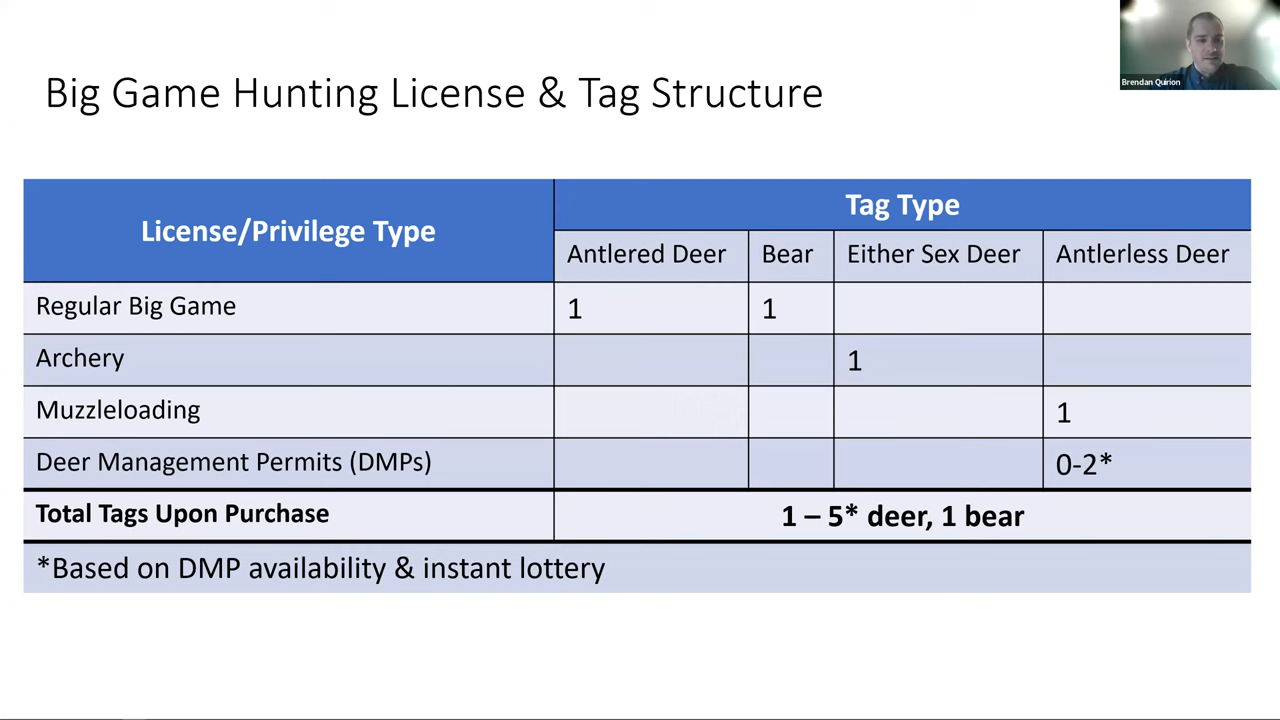 Brendan Quirion
Big Game Hunting License & Tag Structure
License/Privilege Type
Tag Type
Antlered Deer
Bear
Either Sex Deer
Antlerless Deer
Regular Big Game
1
1
Archery
1
Muzzleloading
1
Deer Management Permits (DMPs)
0-2*
Total Tags Upon Purchase
1 – 5* deer, 1 bear
*Based on DMP availability & instant lottery